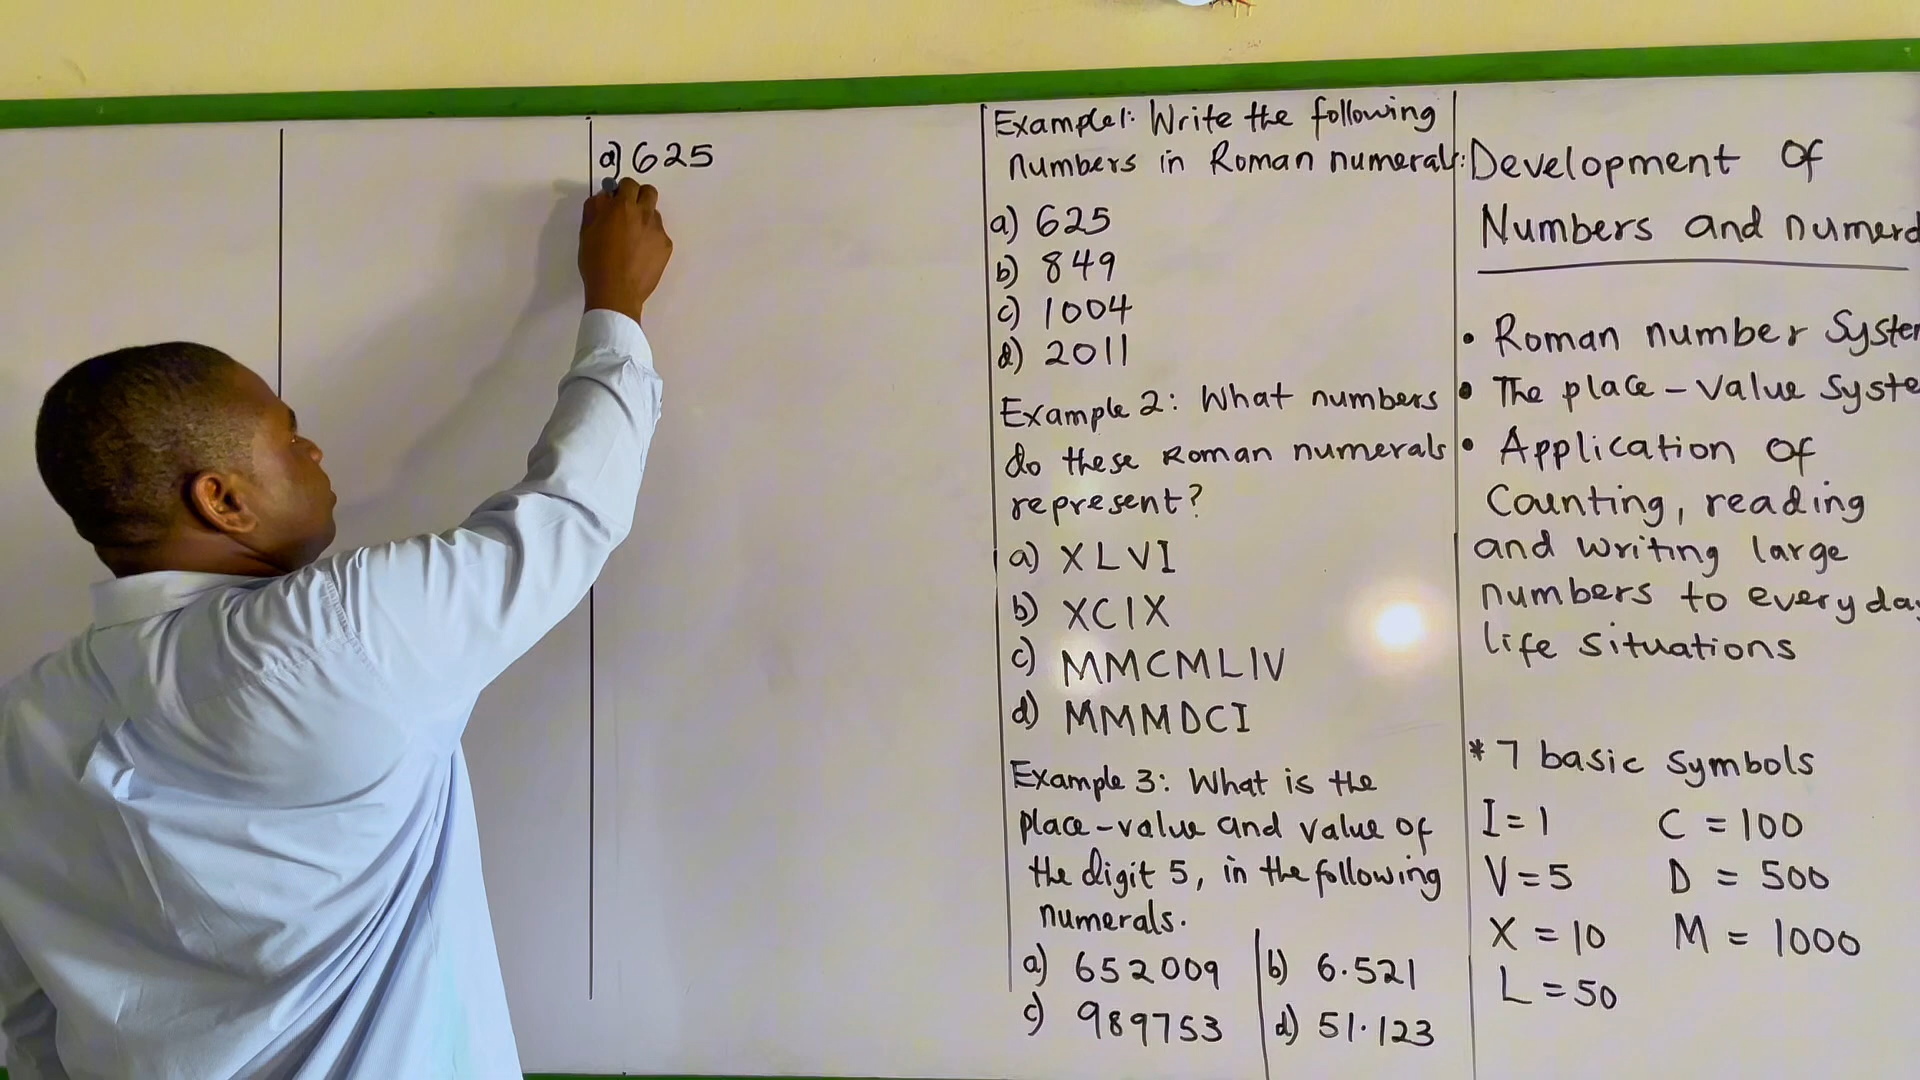 a) 625
Example 1: Write the following
numbers in Roman numerals:
a) 625
b) 849
c) 1004
d) 2011
Example 2: What numbers
do these Roman numerals
represent?
a) XLVI
b) XCIX
c) MMCMLIV
d) MMMDCI
Example 3: What is the
place-value and value of
the digit 5, in the following
numerals.
a) 652009
b) 6.521
c) 989753
d) 51.123
Development of
Numbers and numera
• Roman number System
• The place-value Syste
• Application of
Counting, reading
and writing large
numbers to everyday
life situations
* 7 basic symbols
I = 1
C = 100
V = 5
D = 500
X = 10
M = 1000
L = 50